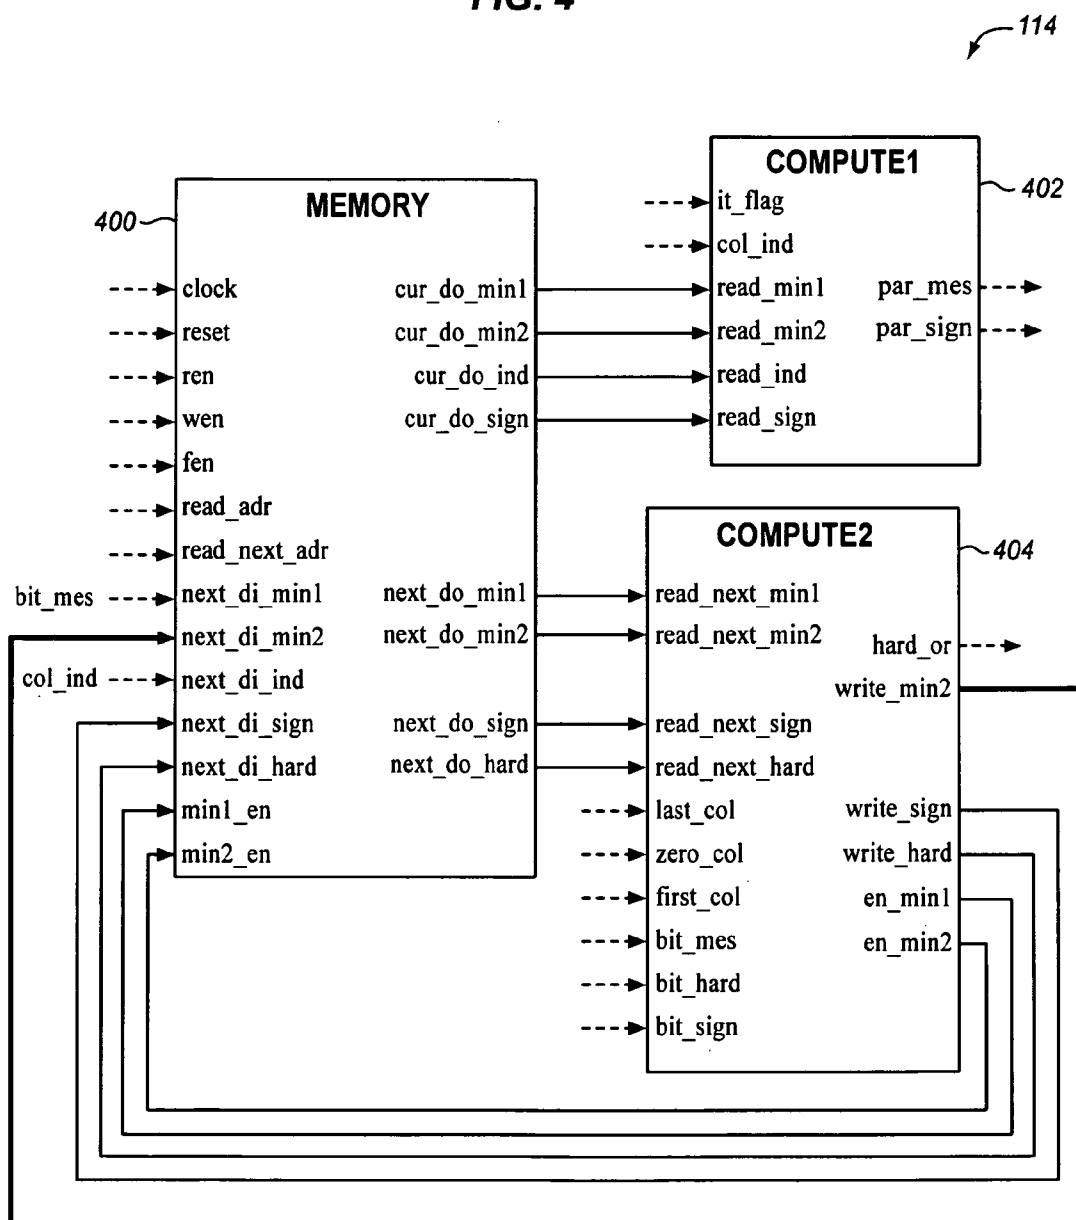 FIG. 4
114
COMPUTE1
402
it_flag
col_ind
read_min1
read_min2
read_ind
read_sign
par_mes
par_sign
MEMORY
400
clock
reset
ren
wen
fen
read_adr
read_next_adr
bit_mes
next_di_min1
next_di_min2
col_ind
next_di_ind
next_di_sign
next_di_hard
min1_en
min2_en
cur_do_min1
cur_do_min2
cur_do_ind
cur_do_sign
next_do_min1
next_do_min2
next_do_sign
next_do_hard
COMPUTE2
404
read_next_min1
read_next_min2
read_next_sign
read_next_hard
last_col
zero_col
first_col
bit_mes
bit_hard
bit_sign
hard_or
write_min2
write_sign
write_hard
en_min1
en_min2